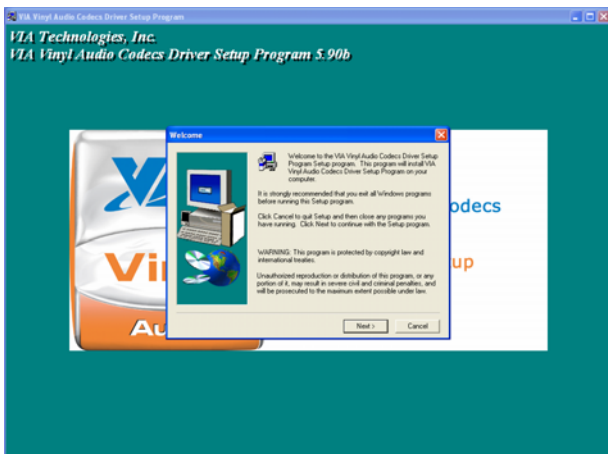 VIA Vinyl Audio Codecs Driver Setup Program
VIA Technologies, Inc.
VIA Vinyl Audio Codecs Driver Setup Program 5.90b
Welcome
Welcome to the VIA Vinyl Audio Codecs Driver Setup
Program Setup program. This program will install VIA
Vinyl Audio Codecs Driver Setup Program on your
computer.
It is strongly recommended that you exit all Windows programs
before running this Setup program.
Click Cancel to quit Setup and then close any programs you
have running. Click Next to continue with the Setup program.
WARNING: This program is protected by copyright law and
international treaties.
Unauthorized reproduction or distribution of this program, or any
portion of it, may result in severe civil and criminal penalties, and
will be prosecuted to the maximum extent possible under law.
Next >
Cancel
odecs
Vi
up
Au